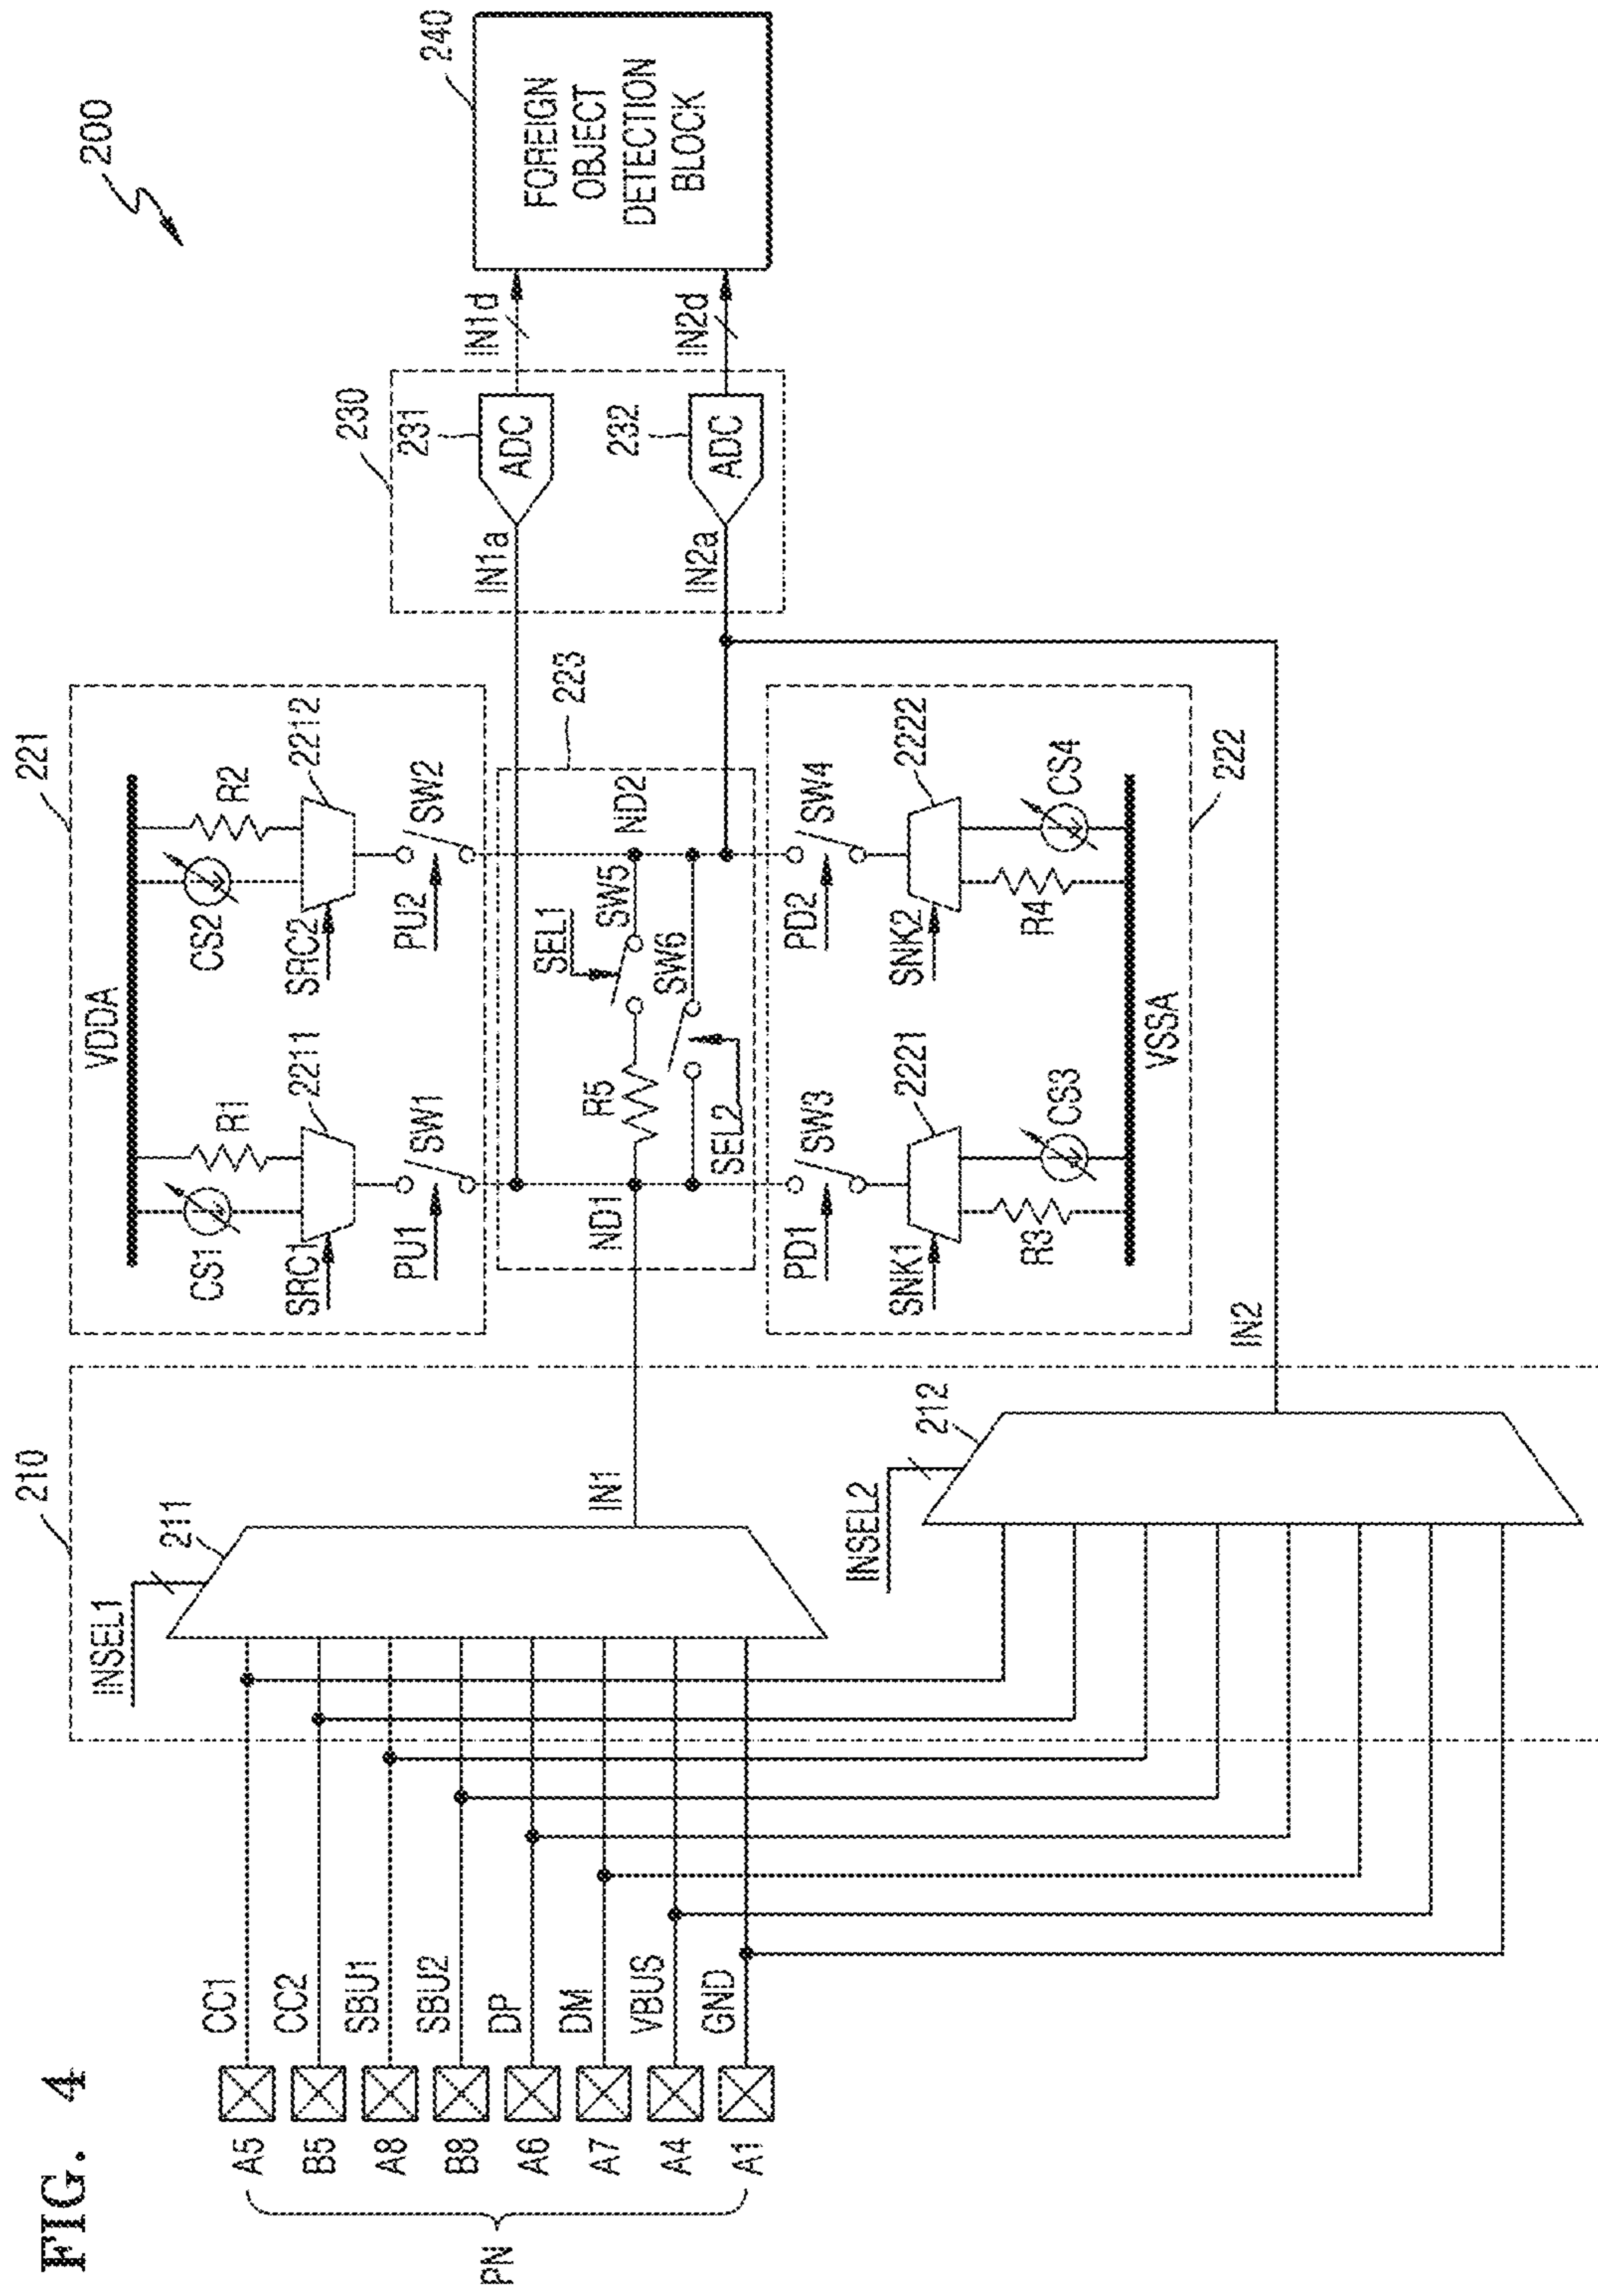 FIG. 4
200
PN
A5
B5
A8
B8
A6
A7
A4
A1
CC1
CC2
SBU1
SBU2
DP
DM
VBUS
GND
210
INSEL1
211
IN1
INSEL2
212
IN2
221
VDDA
CS1
R1
SRC1
2211
PU1
SW1
CS2
R2
SRC2
2212
PU2
SW2
223
ND1
ND2
R5
SEL1
SW5
SW6
SEL2
222
PD1
SW3
SNK1
2221
R3
CS3
PD2
SW4
SNK2
2222
R4
CS4
VSSA
230
IN1a
231
ADC
IN1d
IN2a
232
ADC
IN2d
240
FOREIGN
OBJECT
DETECTION
BLOCK